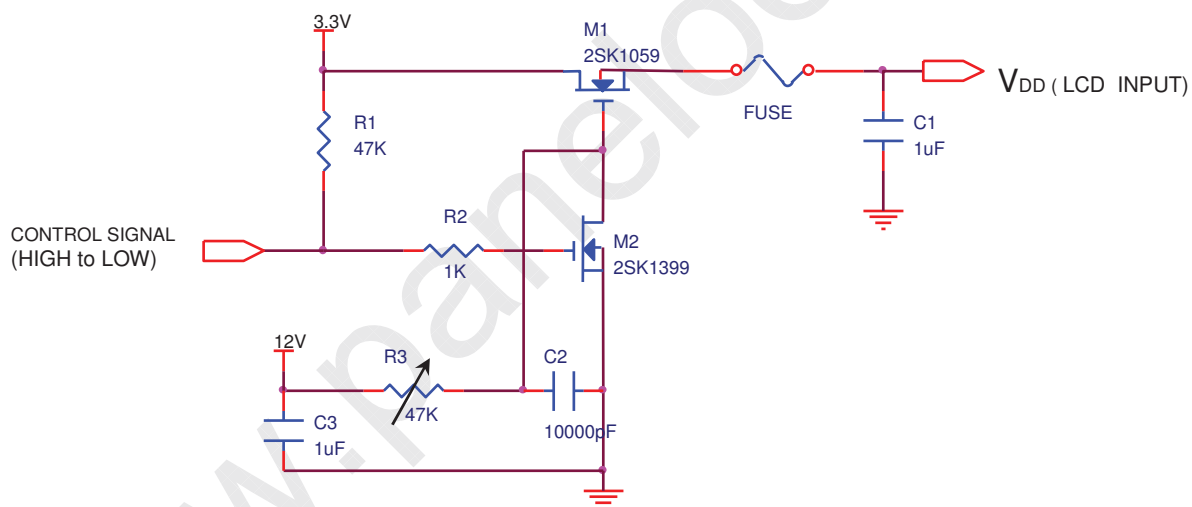 3.3V
M1
2SK1059
FUSE
VDD ( LCD INPUT)
R1
47K
C1
1uF
CONTROL SIGNAL
(HIGH to LOW)
R2
1K
M2
2SK1399
12V
R3
47K
C2
10000pF
C3
1uF
w.panelo